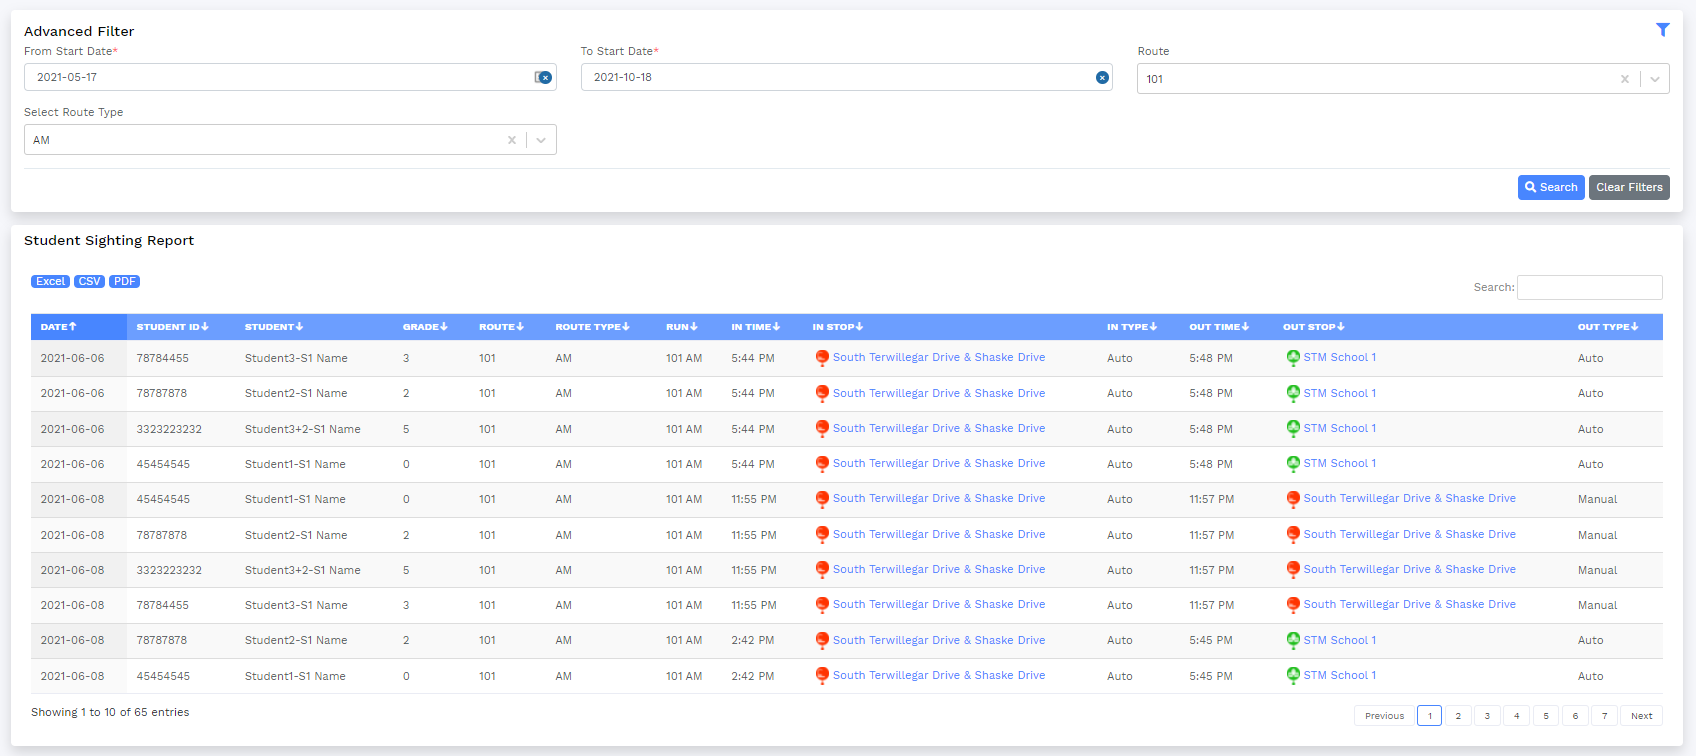 Advanced Filter
From Start Date* To Start Date* Route
2021-05-17 2021-10-18 101
Select Route Type
AM
Search Clear Filters
Student Sighting Report
Excel CSV PDF
Search:
DATE STUDENT ID STUDENT GRADE ROUTE ROUTE TYPE RUN IN TIME IN STOP IN TYPE OUT TIME OUT STOP OUT TYPE
2021-06-06 78784455 Student3-S1 Name 3 101 AM 101 AM 5:44 PM South Terwillegar Drive & Shaske Drive Auto 5:48 PM STM School 1 Auto
2021-06-06 78787878 Student2-S1 Name 2 101 AM 101 AM 5:44 PM South Terwillegar Drive & Shaske Drive Auto 5:48 PM STM School 1 Auto
2021-06-06 3323223232 Student3+2-S1 Name 5 101 AM 101 AM 5:44 PM South Terwillegar Drive & Shaske Drive Auto 5:48 PM STM School 1 Auto
2021-06-06 45454545 Student1-S1 Name 0 101 AM 101 AM 5:44 PM South Terwillegar Drive & Shaske Drive Auto 5:48 PM STM School 1 Auto
2021-06-08 45454545 Student1-S1 Name 0 101 AM 101 AM 11:55 PM South Terwillegar Drive & Shaske Drive Auto 11:57 PM South Terwillegar Drive & Shaske Drive Manual
2021-06-08 78787878 Student2-S1 Name 2 101 AM 101 AM 11:55 PM South Terwillegar Drive & Shaske Drive Auto 11:57 PM South Terwillegar Drive & Shaske Drive Manual
2021-06-08 3323223232 Student3+2-S1 Name 5 101 AM 101 AM 11:55 PM South Terwillegar Drive & Shaske Drive Auto 11:57 PM South Terwillegar Drive & Shaske Drive Manual
2021-06-08 78784455 Student3-S1 Name 3 101 AM 101 AM 11:55 PM South Terwillegar Drive & Shaske Drive Auto 11:57 PM South Terwillegar Drive & Shaske Drive Manual
2021-06-08 78787878 Student2-S1 Name 2 101 AM 101 AM 2:42 PM South Terwillegar Drive & Shaske Drive Auto 5:45 PM STM School 1 Auto
2021-06-08 45454545 Student1-S1 Name 0 101 AM 101 AM 2:42 PM South Terwillegar Drive & Shaske Drive Auto 5:45 PM STM School 1 Auto
Showing 1 to 10 of 65 entries Previous 1 2 3 4 5 6 7 Next